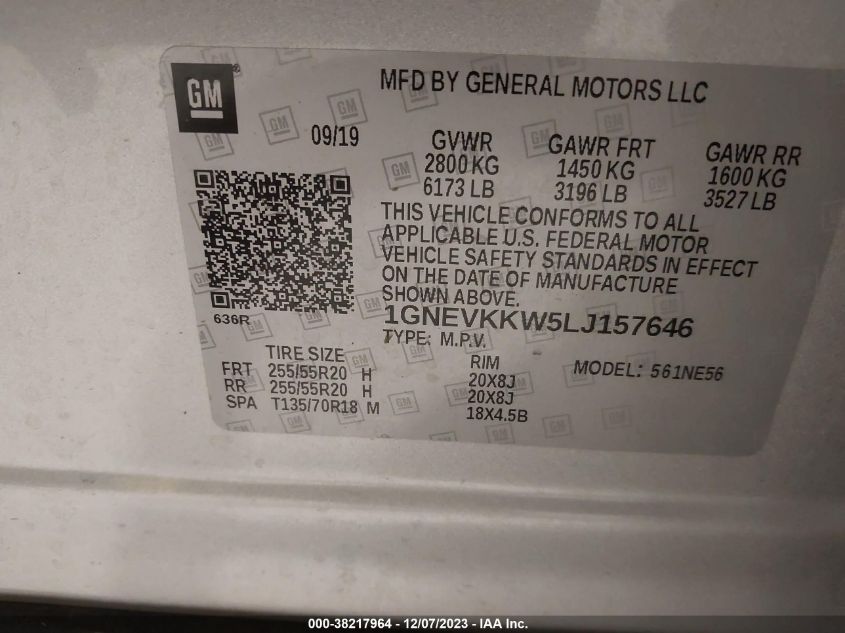 GM
MFD BY GENERAL MOTORS LLC
09/19
GVWR GAWR FRT GAWR RR
2800 KG 1450 KG 1600 KG
6173 LB 3196 LB 3527 LB
THIS VEHICLE CONFORMS TO ALL
APPLICABLE U.S. FEDERAL MOTOR
VEHICLE SAFETY STANDARDS IN EFFECT
ON THE DATE OF MANUFACTURE
SHOWN ABOVE.
636R
1GNEVKKW5LJ157646
TYPE: M.P.V.
TIRE SIZE RIM MODEL: 561NE56
FRT 255/55R20 H 20X8J
RR 255/55R20 H 20X8J
SPA T135/70R18 M 18X4.5B
000-38217964 - 12/07/2023 - IAA Inc.